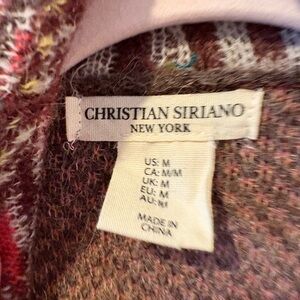 CHRISTIAN SIRIANO
NEW YORK
US: M
CA: M/M
UK: M
EU: M
AU: M
MADE IN
CHINA